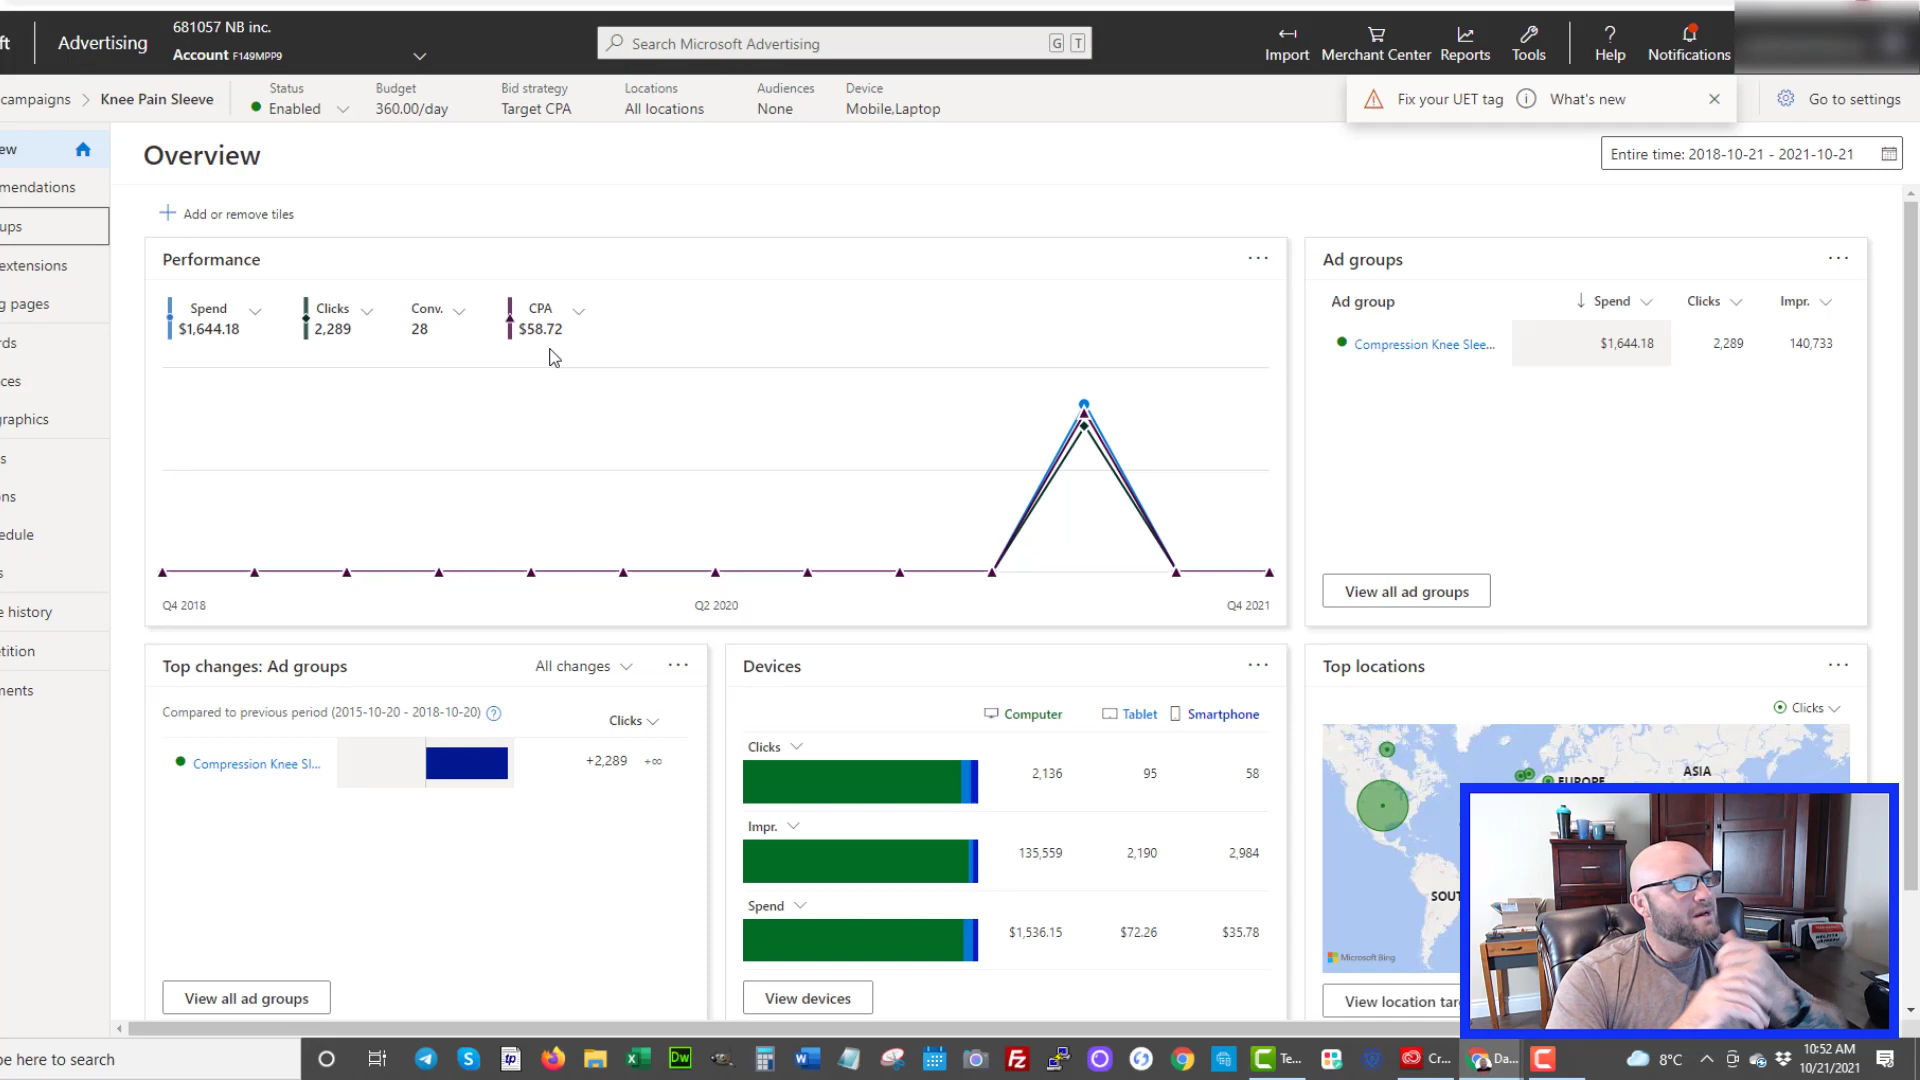 ft
Advertising
681057 NB inc.
Account F149MPP9
Search Microsoft Advertising
G T
Import
Merchant Center
Reports
Tools
Help
Notifications
campaigns
Knee Pain Sleeve
Status
Enabled
Budget
360.00/day
Bid strategy
Target CPA
Locations
All locations
Audiences
None
Device
Mobile,Laptop
Fix your UET tag
What's new
Go to settings
ew
mendations
ups
extensions
g pages
rds
ces
raphics
s
ons
edule
s
e history
tition
ments
Overview
Entire time: 2018-10-21 - 2021-10-21
Add or remove tiles
Performance
Spend
$1,644.18
Clicks
2,289
Conv.
28
CPA
$58.72
Q4 2018
Q2 2020
Q4 2021
Ad groups
Ad group Spend Clicks Impr.
Compression Knee Slee... $1,644.18 2,289 140,733
View all ad groups
Top changes: Ad groups
All changes
Compared to previous period (2015-10-20 - 2018-10-20)
Clicks
Compression Knee Sl... +2,289 +∞
View all ad groups
Devices
Computer Tablet Smartphone
Clicks
2,136 95 58
Impr.
135,559 2,190 2,984
Spend
$1,536.15 $72.26 $35.78
View devices
Top locations
Clicks
EUROPE
ASIA
SOUT
Microsoft Bing
View location tar
pe here to search
Te...
Cr...
Da...
8°C
10:52 AM
10/21/2021